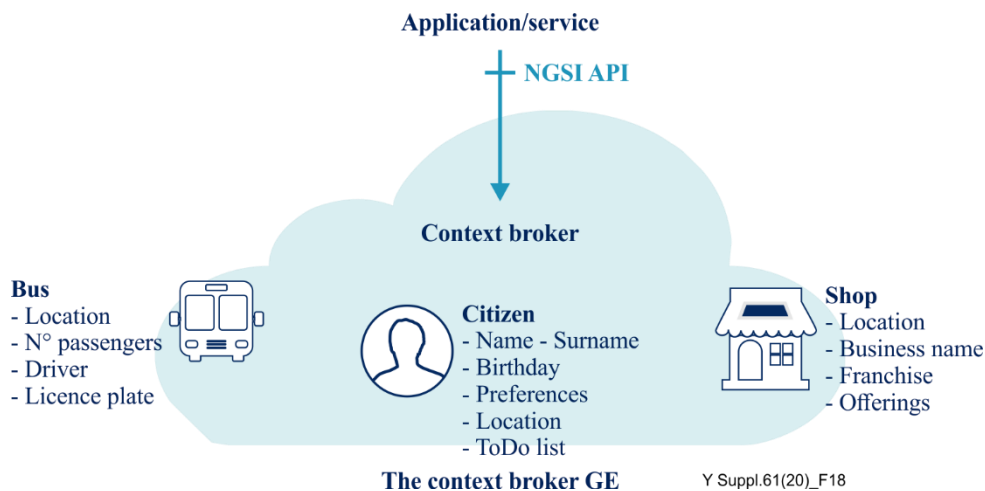 Application/service
NGSI API
Context broker
Bus
- Location
- N° passengers
- Driver
- Licence plate
Citizen
- Name - Surname
- Birthday
- Preferences
- Location
- ToDo list
Shop
- Location
- Business name
- Franchise
- Offerings
The context broker GE
Y Suppl.61(20)_F18